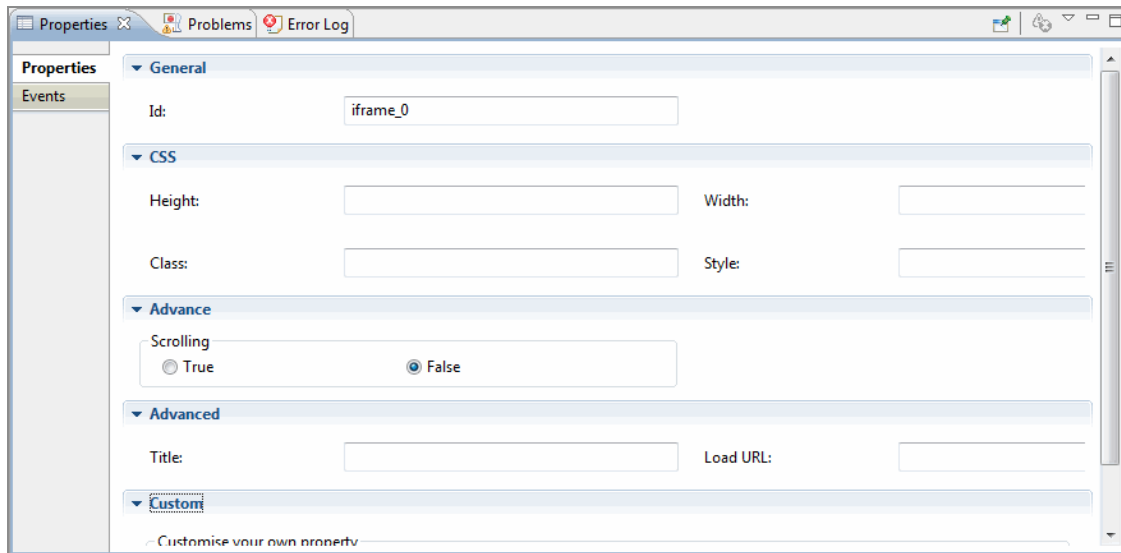 Properties Problems Error Log
Properties
Events
General
Id: iframe_0
CSS
Height: Width:
Class: Style:
Advance
Scrolling
True False
Advanced
Title: Load URL:
Custom
Customise your own property